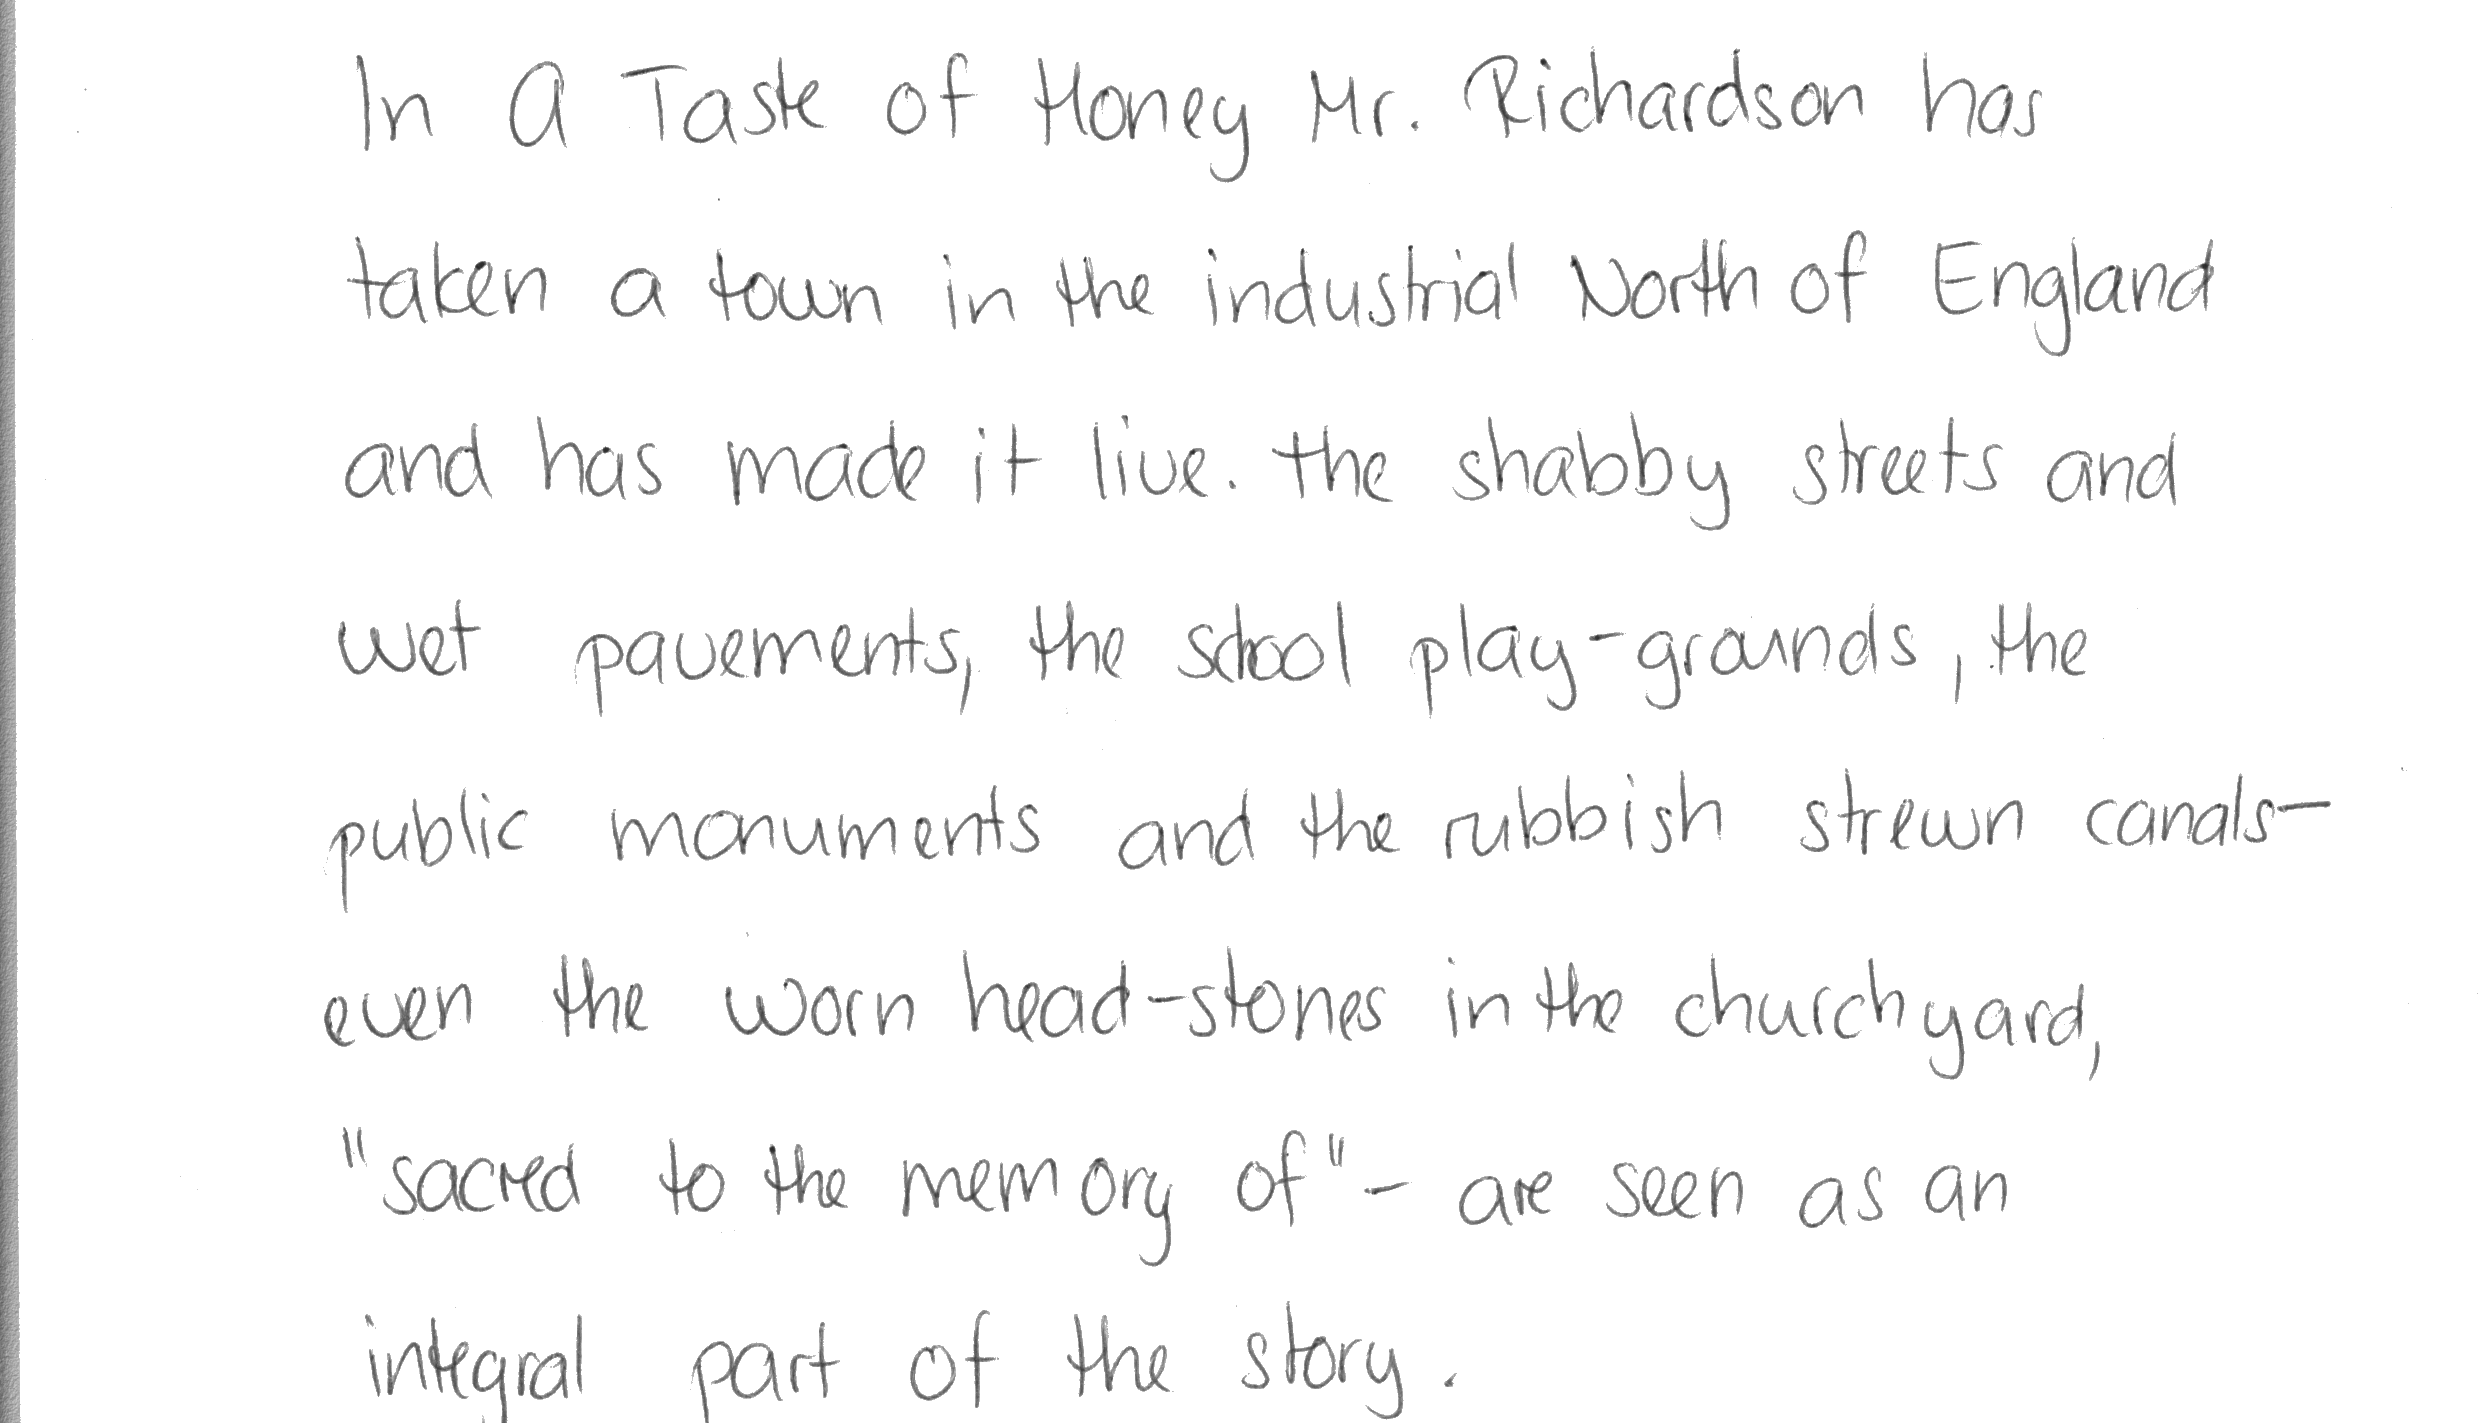 In A Taste of Honey Mr. Richardson has
taken a town in the industrial North of England
and has made it live. the shabby streets and
wet pavements, the school play-grounds, the
public monuments and the rubbish strewn canals-
even the worn head-stones in the churchyard,
"sacred to the memory of" - are seen as an
integral part of the story.